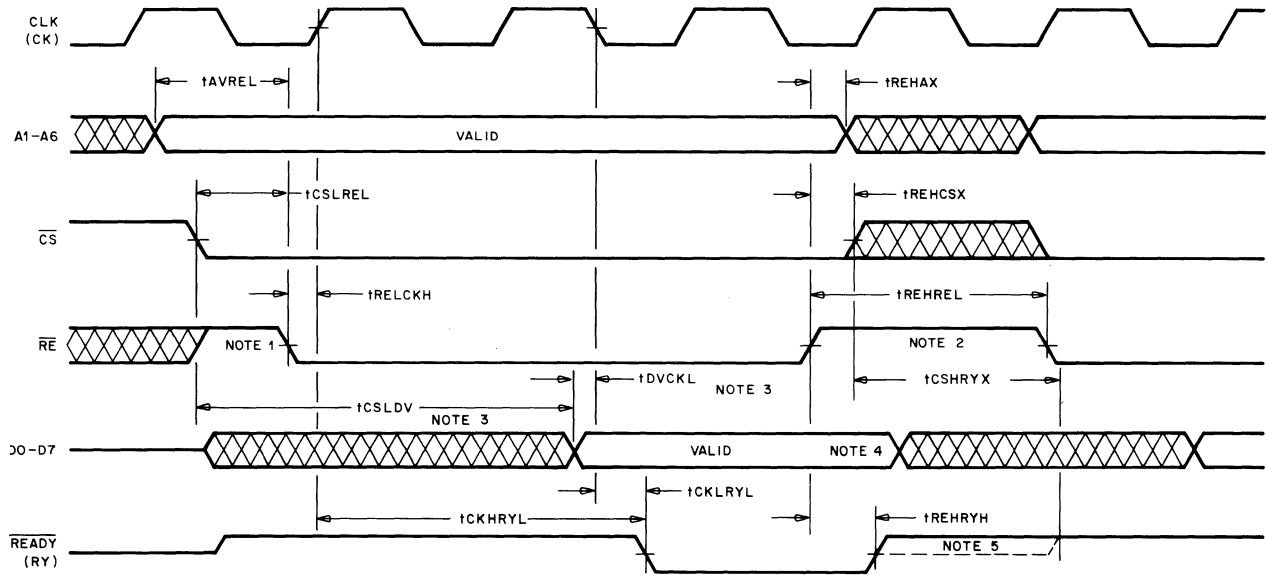 CLK
(CK)
tAVREL
tREHAX
A1-A6
VALID
tCSLREL
tREHCSX
CS
tRELCKH
tREHREL
RE
NOTE 1
NOTE 2
tDVCKL
NOTE 3
tCSHRYX
tCSLDV
NOTE 3
DO-D7
VALID
NOTE 4
tCKLRYL
tCKHRYL
tREHRYH
READY
(RY)
NOTE 5